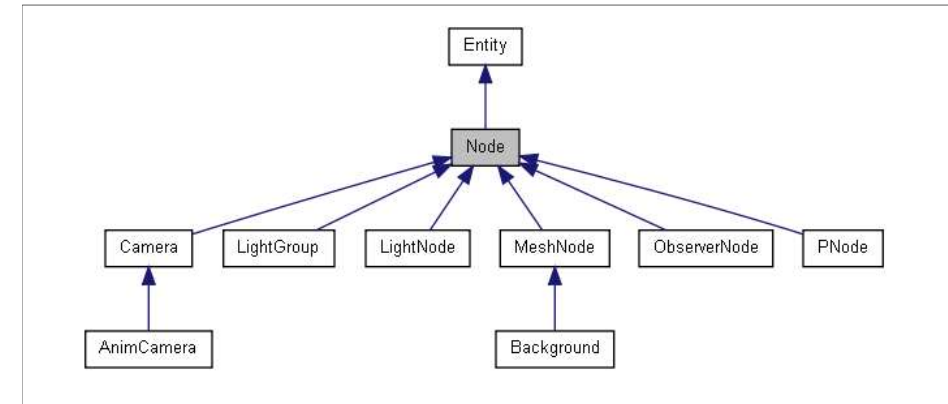 Entity
Node
Camera
LightGroup
LightNode
MeshNode
ObserverNode
PNode
AnimCamera
Background